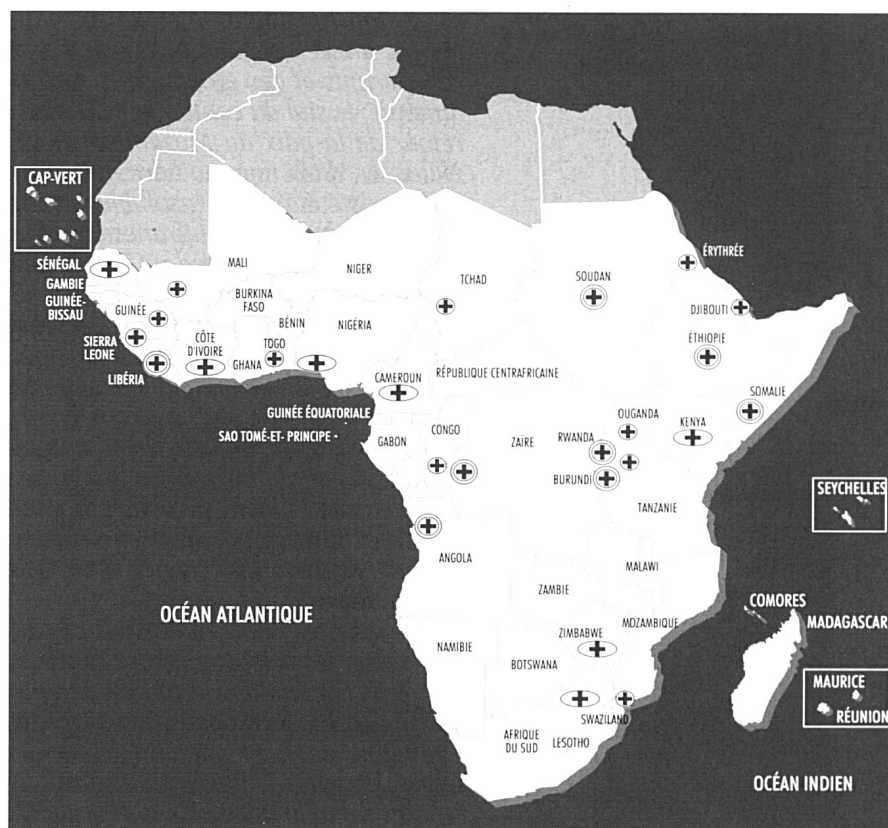 CAP-VERT
SÉNÉGAL
GAMBIE
GUINÉE-
BISSAU
GUINÉE
SIERRA
LEONE
LIBÉRIA
MALI
BURKINA
FASO
CÔTE
D'IVOIRE
GHANA
TOGO
BÉNIN
NIGER
NIGÉRIA
TCHAD
SOUDAN
ÉRYTHRÉE
DJIBOUTI
ÉTHIOPIE
SOMALIE
CAMEROUN
RÉPUBLIQUE CENTRAFRICAINE
GUINÉE ÉQUATORIALE
SAO TOMÉ-ET- PRINCIPE
GABON
CONGO
ZAÏRE
OUGANDA
KENYA
RWANDA
BURUNDI
TANZANIE
SEYCHELLES
ANGOLA
ZAMBIE
MALAWI
MOZAMBIQUE
COMORES
MADAGASCAR
OCÉAN ATLANTIQUE
NAMIBIE
ZIMBABWE
BOTSWANA
MAURICE
RÉUNION
SWAZILAND
AFRIQUE
DU SUD
LESOTHO
OCÉAN INDIEN